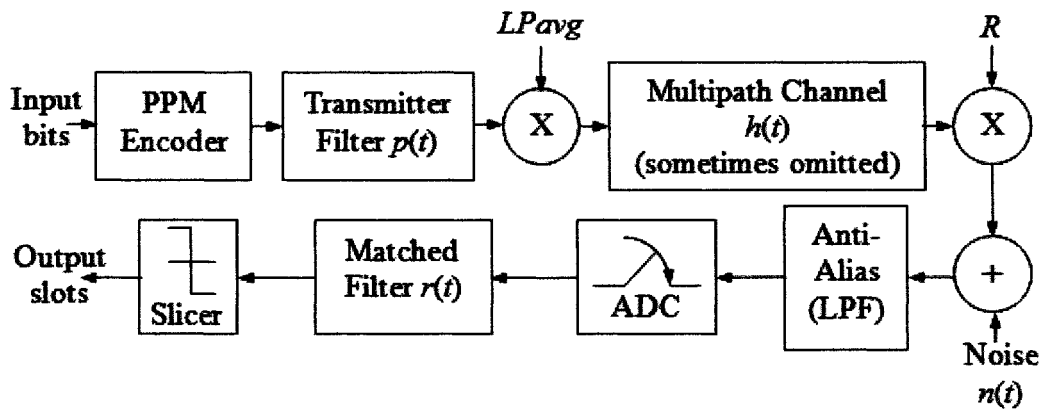 LPavg
R
Input
bits
PPM
Encoder
Transmitter
Filter p(t)
X
Multipath Channel
h(t)
(sometimes omitted)
X
Output
slots
Slicer
Matched
Filter r(t)
ADC
Anti-
Alias
(LPF)
+
Noise
n(t)